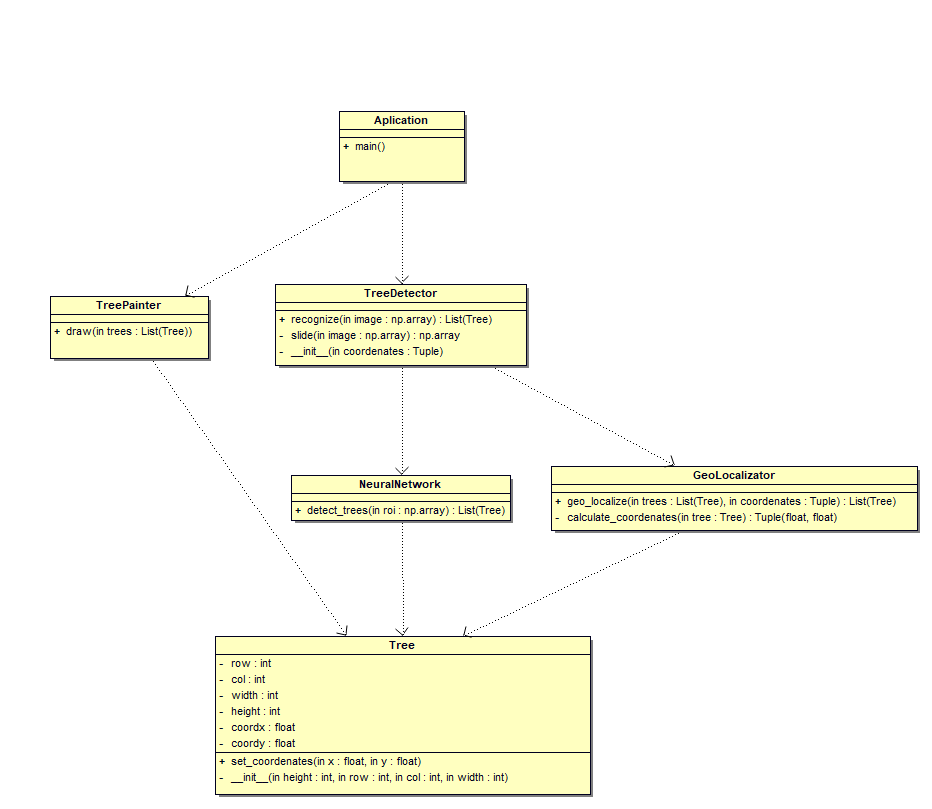 Aplication
+ main()
TreePainter
+ draw(in trees : List(Tree))
TreeDetector
+ recognize(in image : np.array) : List(Tree)
- slide(in image : np.array) : np.array
- __init__(in coordenates : Tuple)
NeuralNetwork
+ detect_trees(in roi : np.array) : List(Tree)
GeoLocalizator
+ geo_localize(in trees : List(Tree), in coordenates : Tuple) : List(Tree)
- calculate_coordenates(in tree : Tree) : Tuple(float, float)
Tree
- row : int
- col : int
- width : int
- height : int
- coordx : float
- coordy : float
+ set_coordenates(in x : float, in y : float)
- __init__(in height : int, in row : int, in col : int, in width : int)